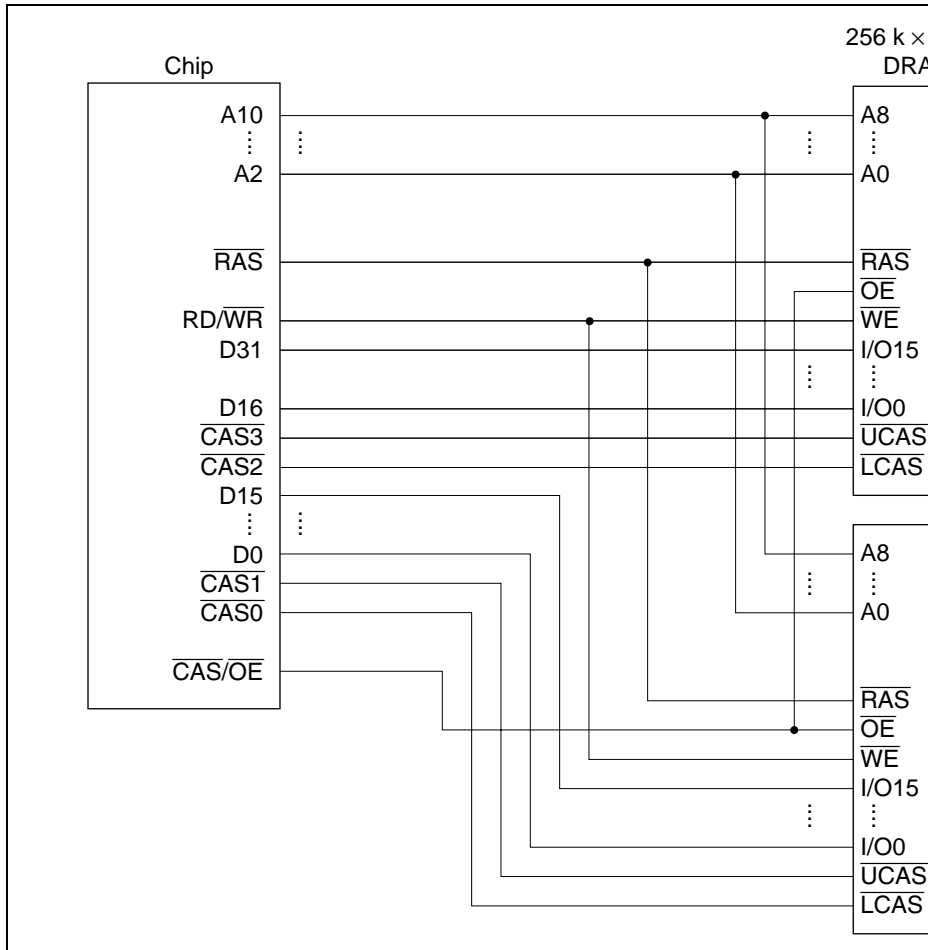 Chip
A10
A2
RAS
RD/WR
D31
D16
CAS3
CAS2
D15
D0
CAS1
CAS0
CAS/OE
256 k ×
DRA
A8
A0
RAS
OE
WE
I/O15
I/O0
UCAS
LCAS
A8
A0
RAS
OE
WE
I/O15
I/O0
UCAS
LCAS